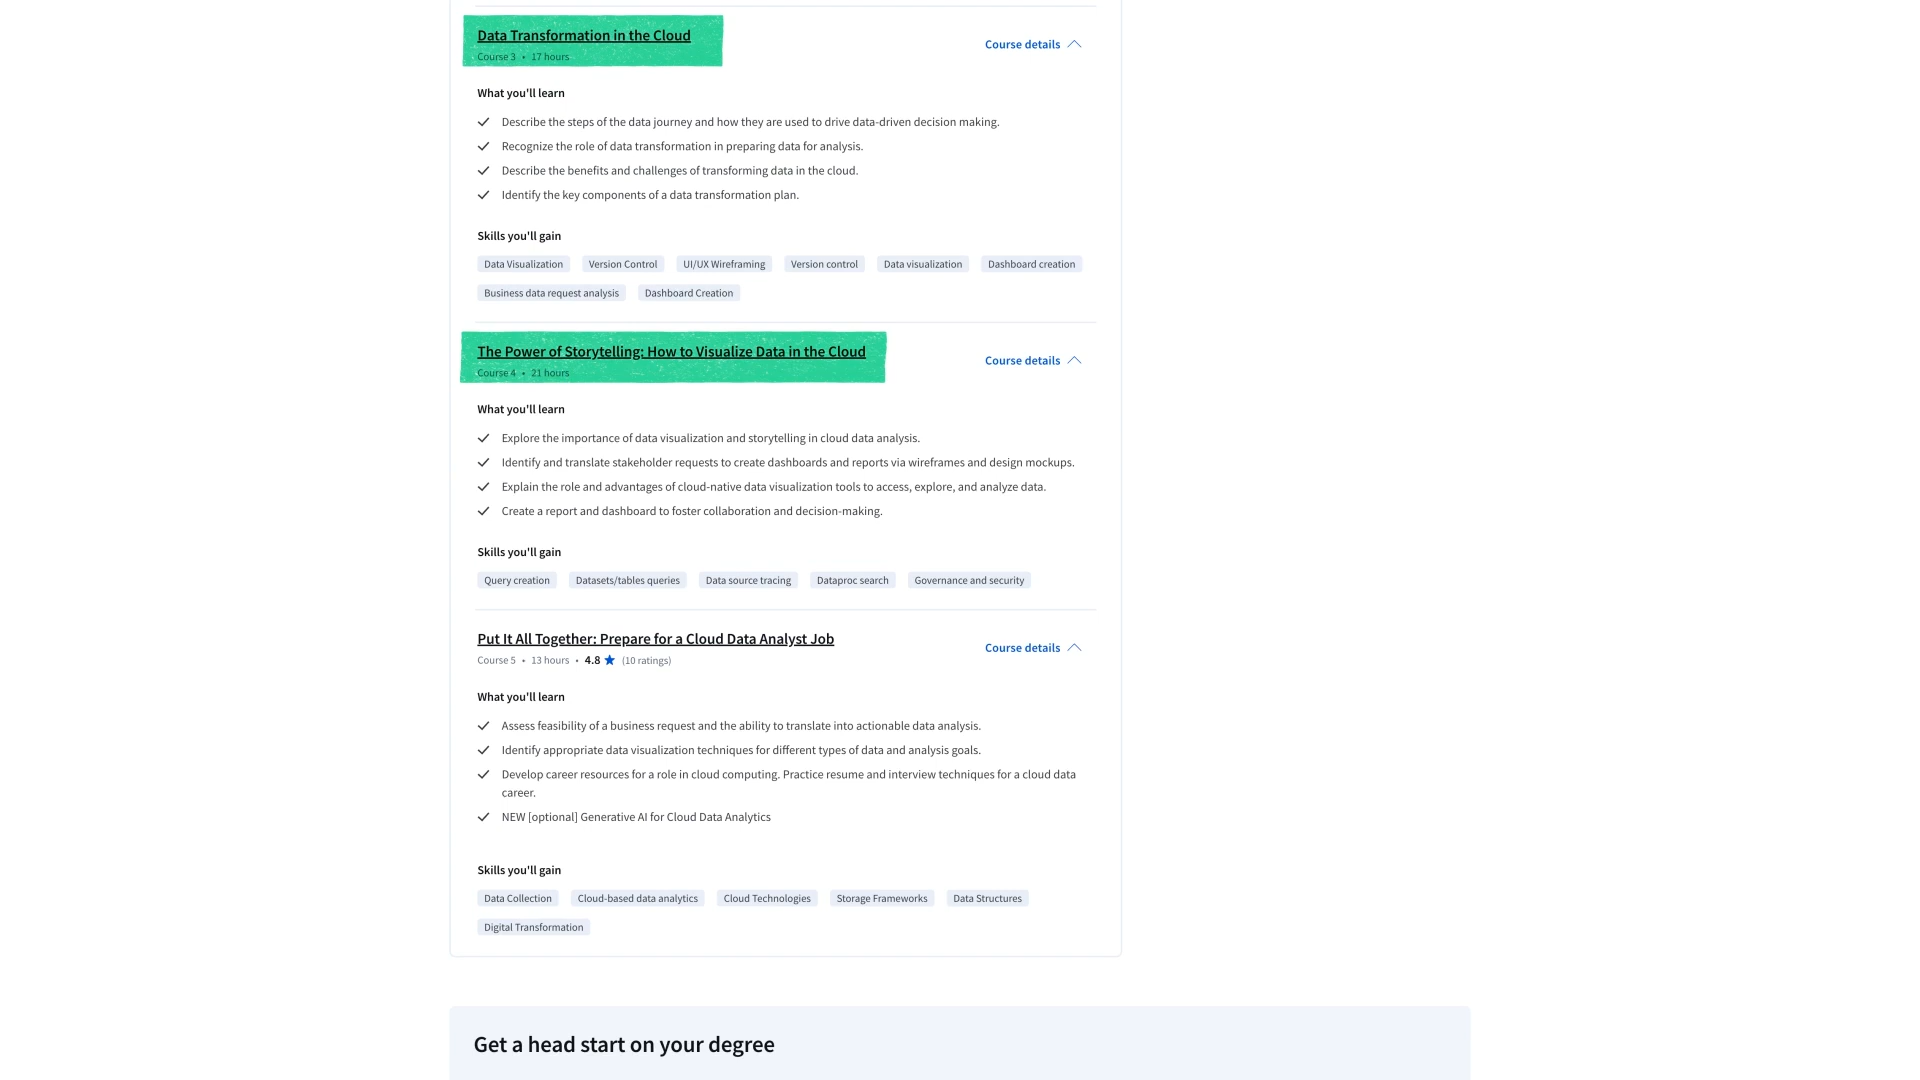 Data Transformation in the Cloud
Course details
Course 3 • 17 hours
What you'll learn
Describe the steps of the data journey and how they are used to drive data-driven decision making.
Recognize the role of data transformation in preparing data for analysis.
Describe the benefits and challenges of transforming data in the cloud.
Identify the key components of a data transformation plan.
Skills you'll gain
Data Visualization Version Control UI/UX Wireframing Version control Data visualization Dashboard creation
Business data request analysis Dashboard Creation
The Power of Storytelling: How to Visualize Data in the Cloud
Course details
Course 4 • 21 hours
What you'll learn
Explore the importance of data visualization and storytelling in cloud data analysis.
Identify and translate stakeholder requests to create dashboards and reports via wireframes and design mockups.
Explain the role and advantages of cloud-native data visualization tools to access, explore, and analyze data.
Create a report and dashboard to foster collaboration and decision-making.
Skills you'll gain
Query creation Datasets/tables queries Data source tracing Dataproc search Governance and security
Put It All Together: Prepare for a Cloud Data Analyst Job
Course details
Course 5 • 13 hours • 4.8 ★ (10 ratings)
What you'll learn
Assess feasibility of a business request and the ability to translate into actionable data analysis.
Identify appropriate data visualization techniques for different types of data and analysis goals.
Develop career resources for a role in cloud computing. Practice resume and interview techniques for a cloud data
career.
NEW [optional] Generative AI for Cloud Data Analytics
Skills you'll gain
Data Collection Cloud-based data analytics Cloud Technologies Storage Frameworks Data Structures
Digital Transformation
Get a head start on your degree